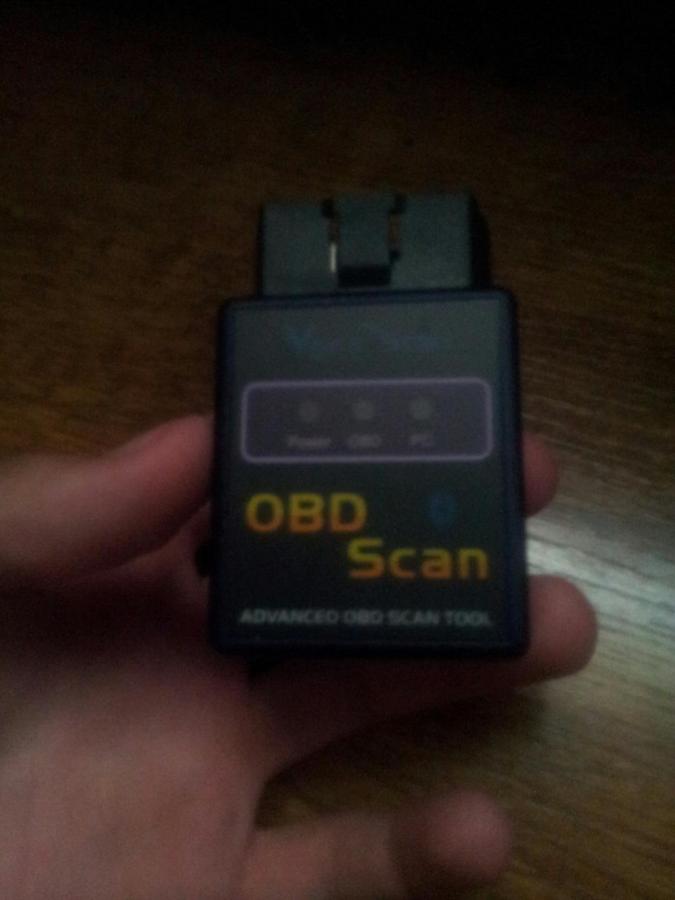 Power OBD PC
OBD
Scan
ADVANCED OBD SCAN TOOL